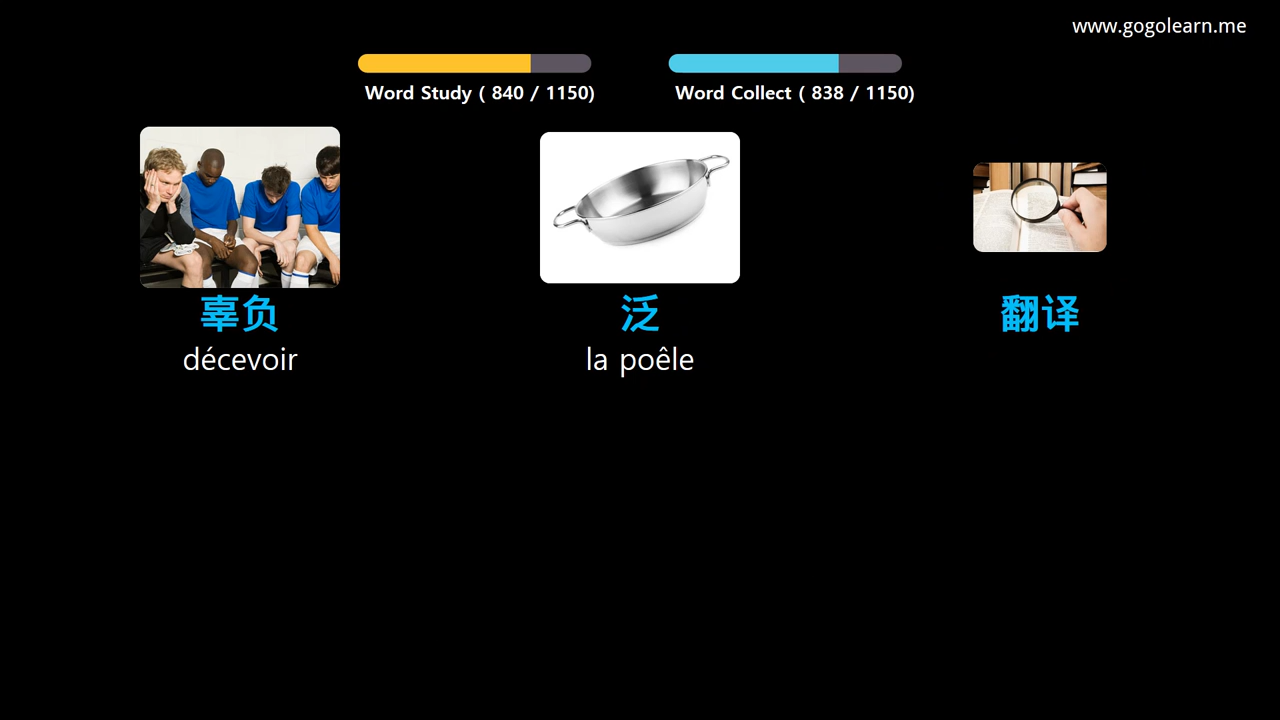 www.gogolearn.me
Word Study ( 840 / 1150)
Word Collect ( 838 / 1150)
辜负
泛
翻译
décevoir
la poêle